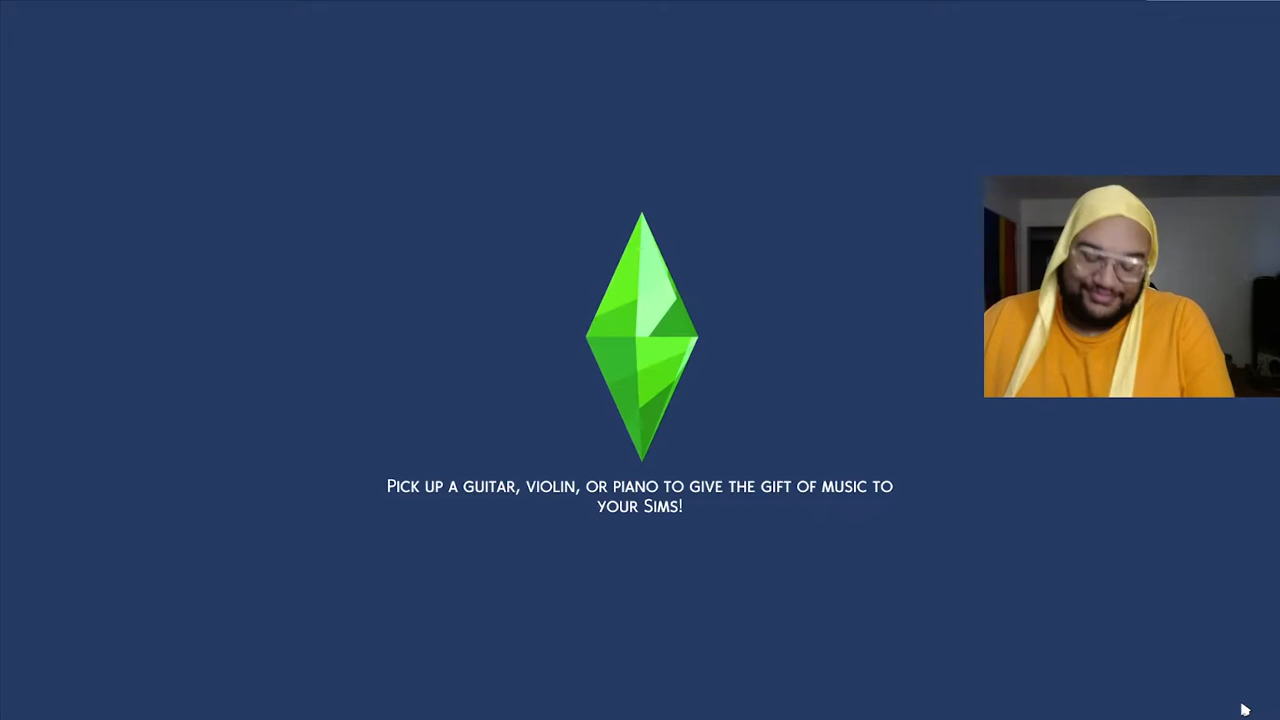 Pick up a guitar, violin, or piano to give the gift of music to
your Sims!